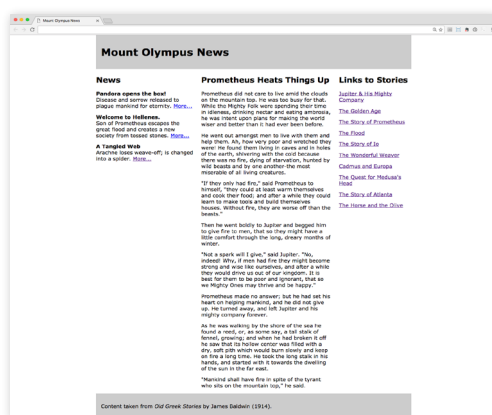 Mount Olympus News
Mount Olympus News
News
Pandora opens the box!
Disease and sorrow released to
plague mankind for eternity. More...
Welcome to Hellenes.
Son of Prometheus escapes the
great flood and creates a new
society from tossed stones. More...
A Tangled Web
Arachne loses weave-off; is changed
into a spider. More...
Prometheus Heats Things Up
Prometheus did not care to live amid the clouds
on the mountain top. He was too busy for that.
While the Mighty Folk were spending their time
in idleness, drinking nectar and eating ambrosia,
he was intent upon plans for making the world
wiser and better than it had ever been before.
He went out amongst men to live with them and
help them. Ah, how very poor and wretched they
were! He found them living in caves and in holes
of the earth, shivering with the cold because
there was no fire, dying of starvation, hunted by
wild beasts and by one another-the most
miserable of all living creatures.
"If they only had fire," said Prometheus to
himself, "they could at least warm themselves
and cook their food; and after a while they could
learn to make tools and build themselves
houses. Without fire, they are worse off than the
beasts."
Then he went boldly to Jupiter and begged him
to give fire to men, that so they might have a
little comfort through the long, dreary months of
winter.
"Not a spark will I give," said Jupiter. "No,
indeed! Why, if men had fire they might become
strong and wise like ourselves, and after a while
they would drive us out of our kingdom. It is
best for them to be poor and ignorant, that so
we Mighty Ones may thrive and be happy."
Prometheus made no answer; but he had set his
heart on helping mankind, and he did not give
up. He turned away, and left Jupiter and his
mighty company forever.
As he was walking by the shore of the sea he
found a reed, or, as some say, a tall stalk of
fennel, growing; and when he had broken it off
he saw that its hollow center was filled with a
dry, soft pith which would burn slowly and keep
on fire a long time. He took the long stalk in his
hands, and started with it towards the dwelling
of the sun in the far east.
"Mankind shall have fire in spite of the tyrant
who sits on the mountain top," he said.
Links to Stories
Jupiter & His Mighty
Company
The Golden Age
The Story of Prometheus
The Flood
The Story of Io
The Wonderful Weaver
Cadmus and Europa
The Quest for Medusa's
Head
The Story of Atlanta
The Horse and the Olive
Content taken from Old Greek Stories by James Baldwin (1914).